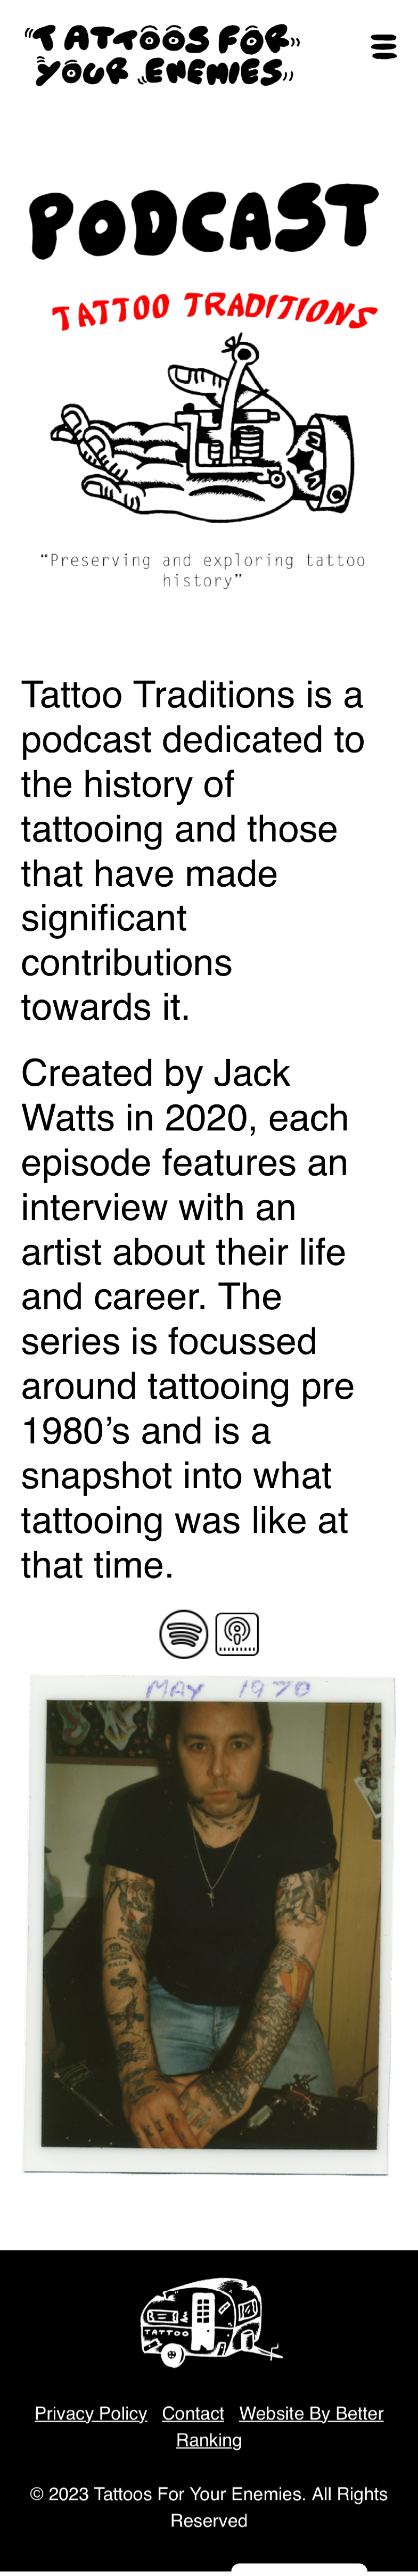 “TATTOOS FOR”
YOUR “ENEMIES”
PODCAST
TATTOO TRADITIONS
“Preserving and exploring tattoo
history”
Tattoo Traditions is a
podcast dedicated to
the history of
tattooing and those
that have made
significant
contributions
towards it.
Created by Jack
Watts in 2020, each
episode features an
interview with an
artist about their life
and career. The
series is focussed
around tattooing pre
1980’s and is a
snapshot into what
tattooing was like at
that time.
MAY 1970
TATTOO
Privacy Policy Contact Website By Better
Ranking
© 2023 Tattoos For Your Enemies. All Rights
Reserved